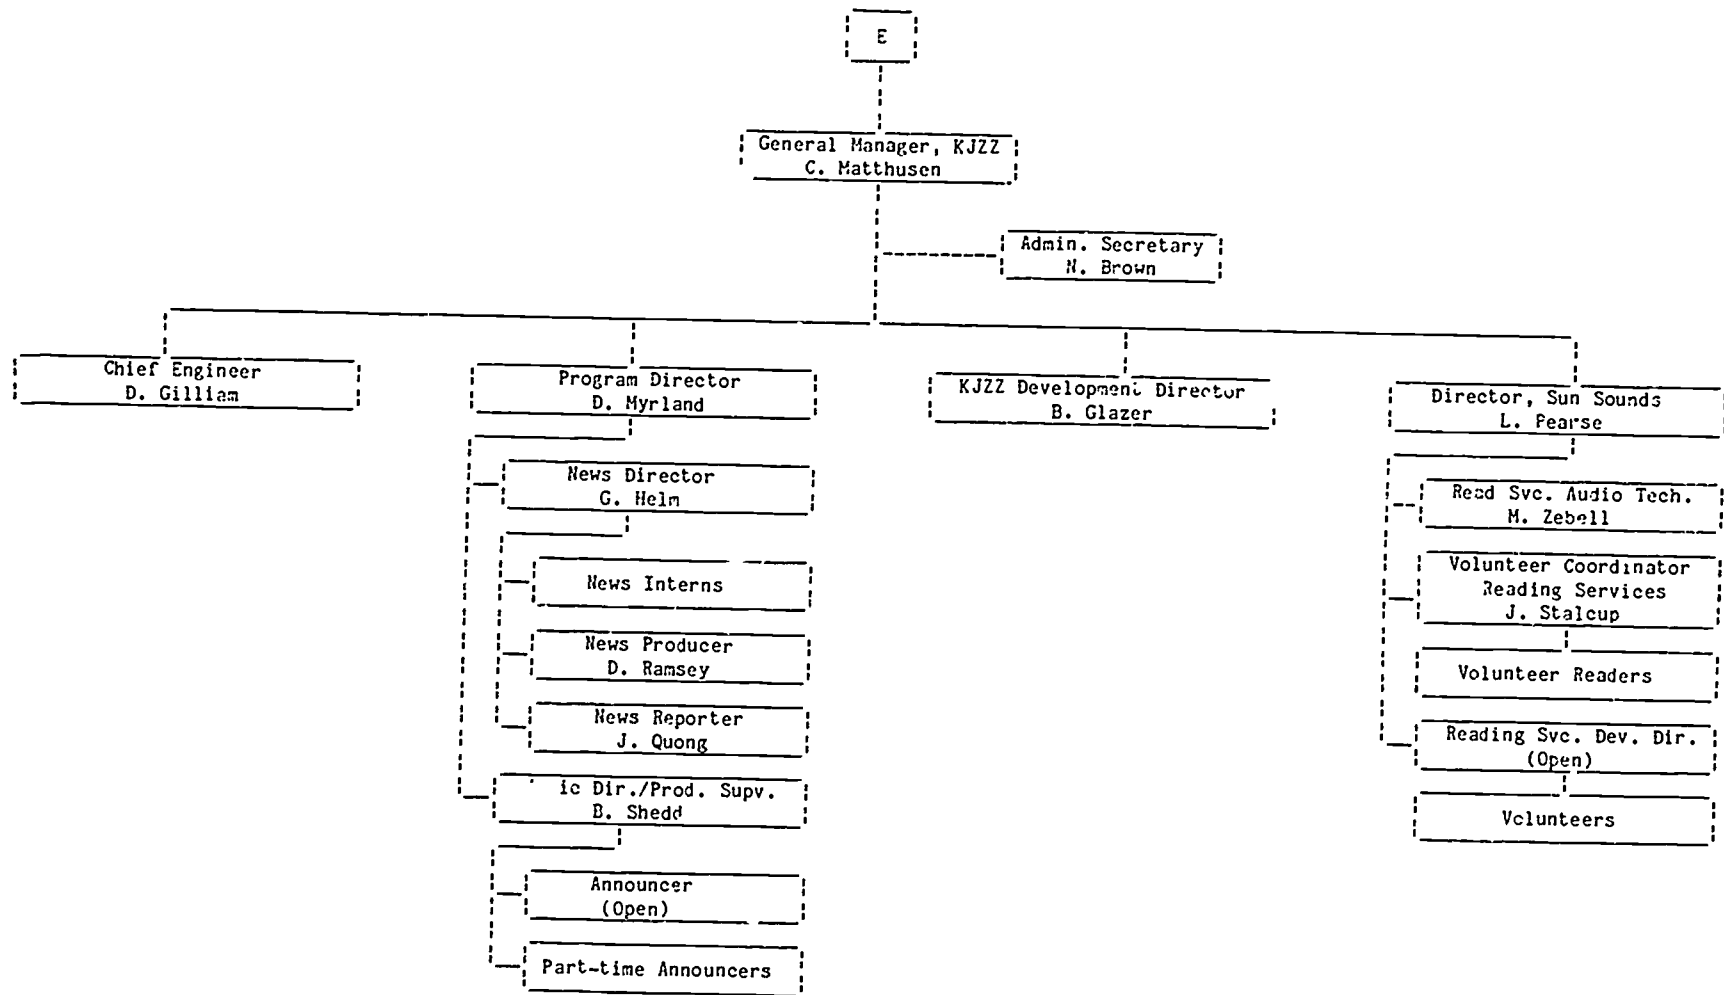 E
General Manager, KJZZ
C. Matthusen
Admin. Secretary
N. Brown
Chief Engineer
D. Gilliam
Program Director
D. Myrland
KJZZ Development Director
B. Glazer
Director, Sun Sounds
L. Pearse
News Director
G. Helm
News Interns
News Producer
D. Ramsey
News Reporter
J. Quong
ic Dir./Prod. Supv.
B. Shedd
Announcer
(Open)
Part-time Announcers
Read Svc. Audio Tech.
M. Zebell
Volunteer Coordinator
Reading Services
J. Stalcup
Volunteer Readers
Reading Svc. Dev. Dir.
(Open)
Volunteers